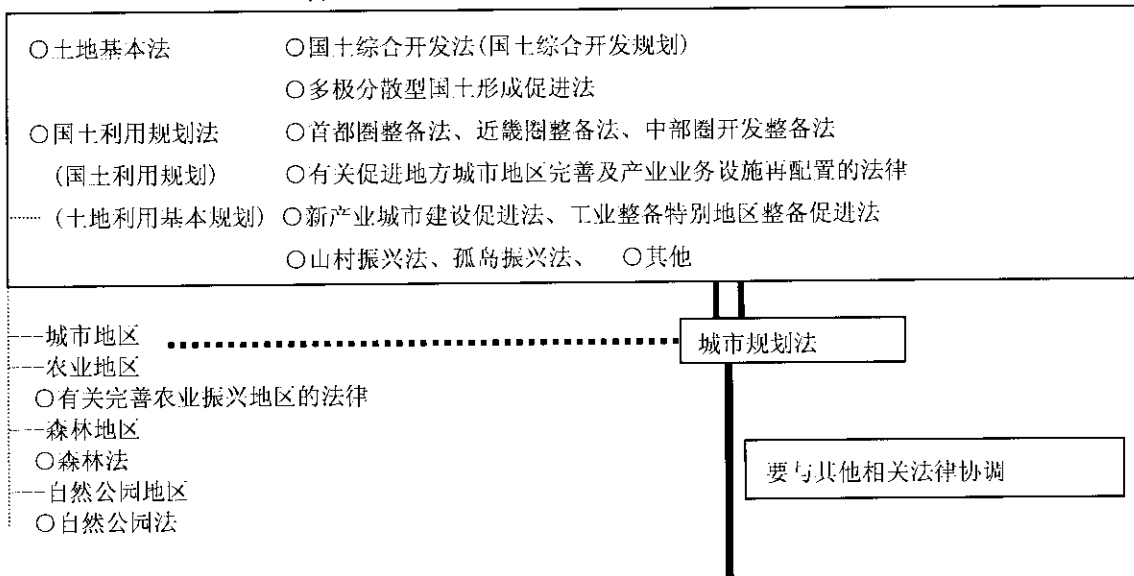 ○土地基本法 ○国土综合开发法(国土综合开发规划)
○多极分散型国土形成促进法
○国土利用规划法 ○首都圈整备法、近畿圈整备法、中部圈开发整备法
(国土利用规划) ○有关促进地方城市地区完善及产业业务设施再配置的法律
(土地利用基本规划) ○新产业城市建设促进法、工业整备特别地区整备促进法
○山村振兴法、孤岛振兴法、 ○其他
城市地区
城市规划法
农业地区
○有关完善农业振兴地区的法律
森林地区
○森林法
要与其他相关法律协调
自然公园地区
○自然公园法